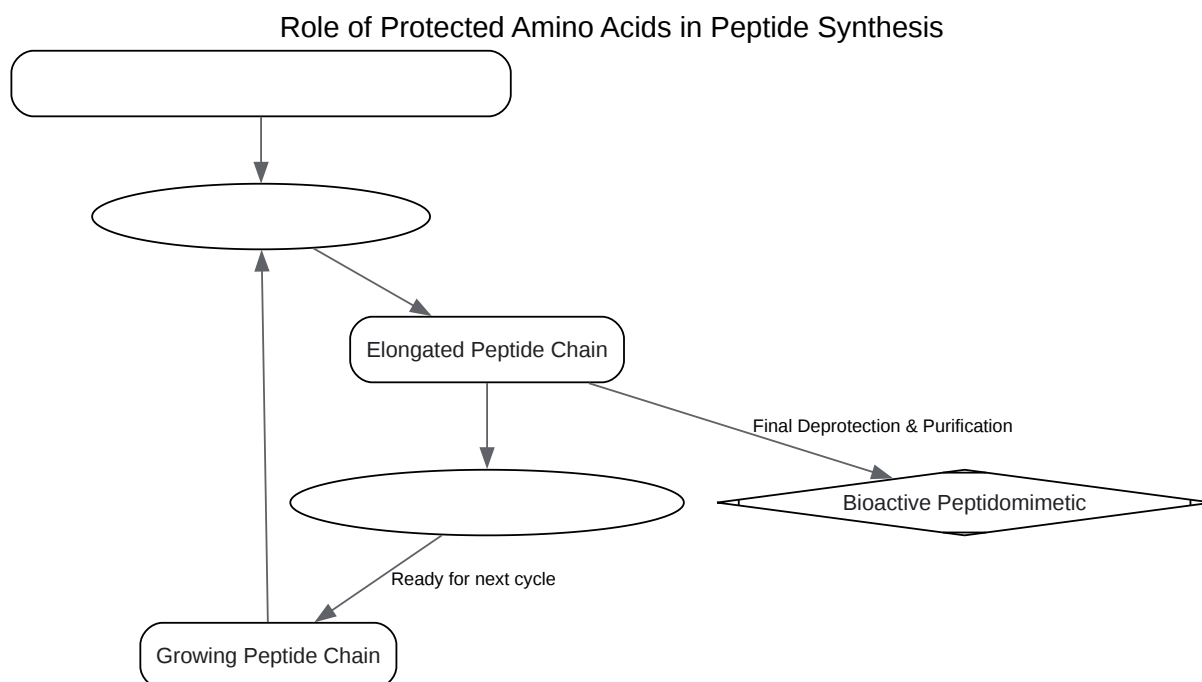 Role of Protected Amino Acids in Peptide Synthesis
Elongated Peptide Chain
Final Deprotection & Purification
Bioactive Peptidomimetic
Ready for next cycle
Growing Peptide Chain